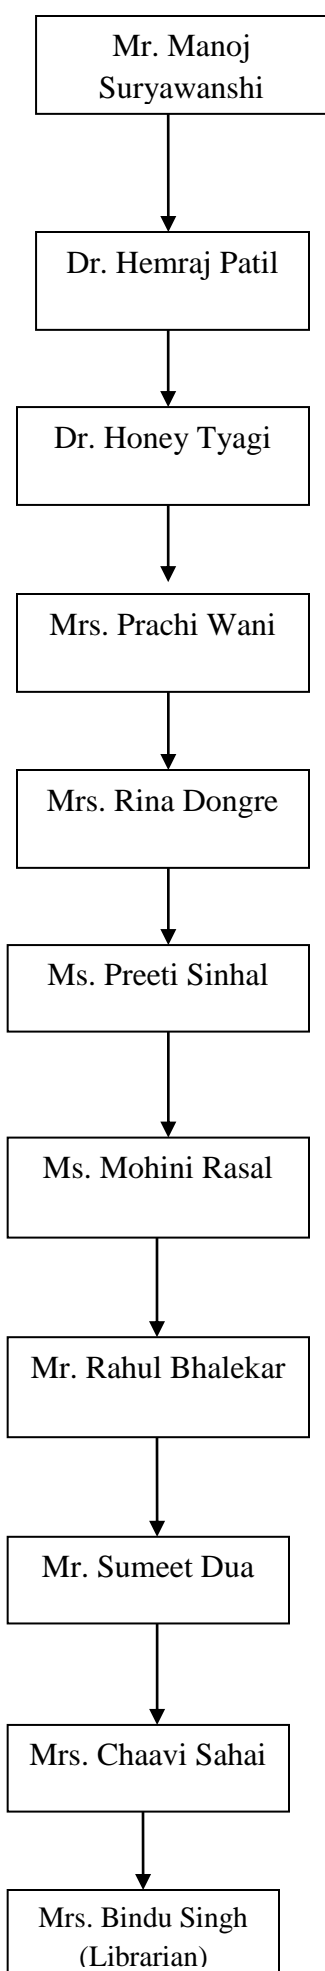 Mr. Manoj
Suryawanshi
Dr. Hemraj Patil
Dr. Honey Tyagi
Mrs. Prachi Wani
Mrs. Rina Dongre
Ms. Preeti Sinhal
Ms. Mohini Rasal
Mr. Rahul Bhalekar
Mr. Sumeet Dua
Mrs. Chaavi Sahai
Mrs. Bindu Singh
(Librarian)